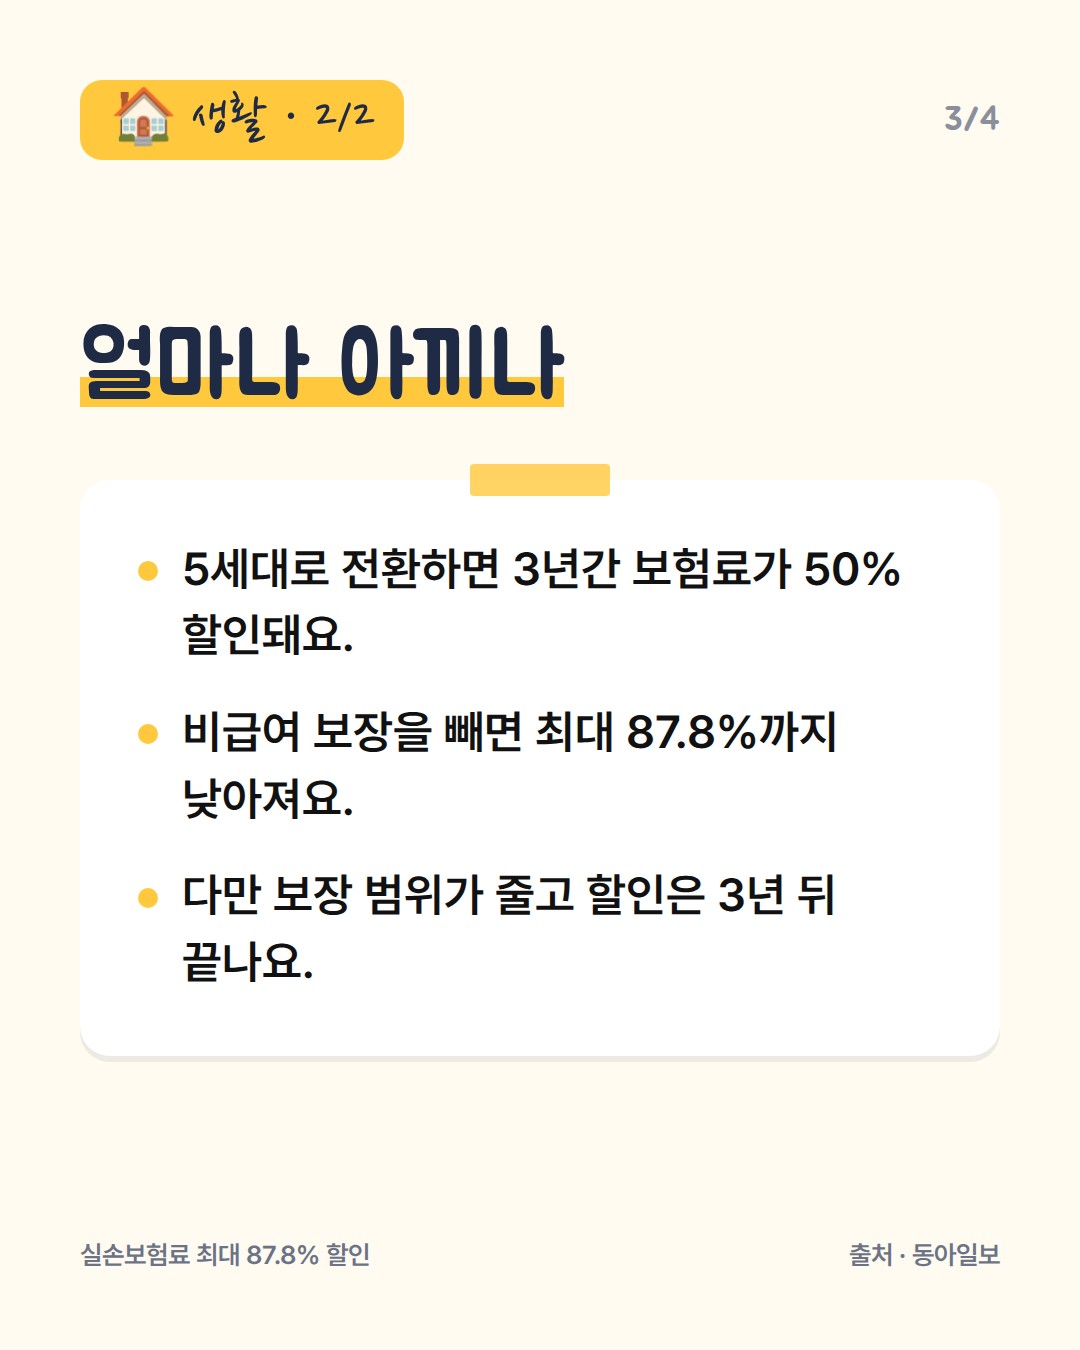 생활 · 2/2
3/4
얼마나 아끼나
5세대로 전환하면 3년간 보험료가 50%
할인돼요.
비급여 보장을 빼면 최대 87.8%까지
낮아져요.
다만 보장 범위가 줄고 할인은 3년 뒤
끝나요.
실손보험료 최대 87.8% 할인
출처 · 동아일보